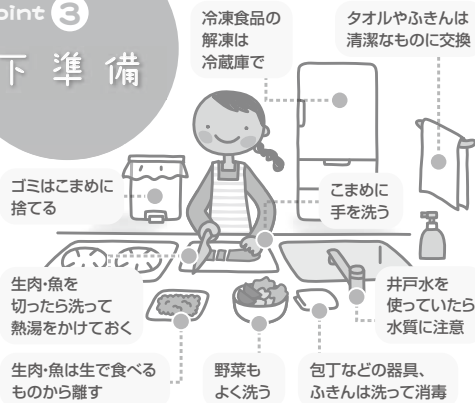 point 3
下準備
冷凍食品の
解凍は
冷蔵庫で
タオルやふきんは
清潔なものに交換
ゴミはこまめに
捨てる
こまめに
手を洗う
生肉・魚を
切ったら洗って
熱湯をかけておく
井戸水を
使っていたら
水質に注意
生肉・魚は生で食べる
ものから離す
野菜も
よく洗う
包丁などの器具、
ふきんは洗って消毒